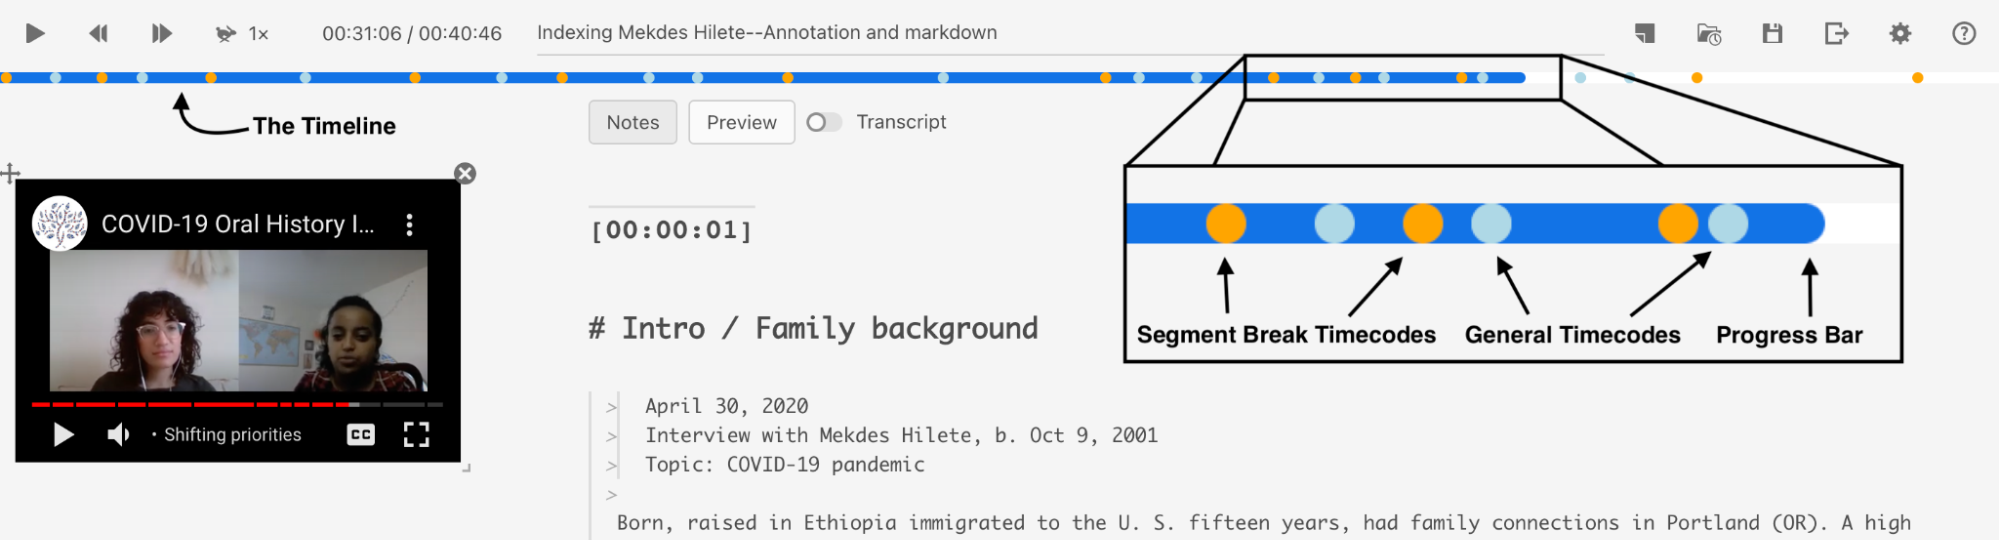 1×
00:31:06 / 00:40:46
Indexing Mekdes Hilete--Annotation and markdown
The Timeline
Notes
Preview
Transcript
COVID-19 Oral History I...
[00:00:01]
Segment Break Timecodes
General Timecodes
Progress Bar
# Intro / Family background
• Shifting priorities
CC
> April 30, 2020
> Interview with Mekdes Hilete, b. Oct 9, 2001
> Topic: COVID-19 pandemic
>
Born, raised in Ethiopia immigrated to the U. S. fifteen years, had family connections in Portland (OR). A high